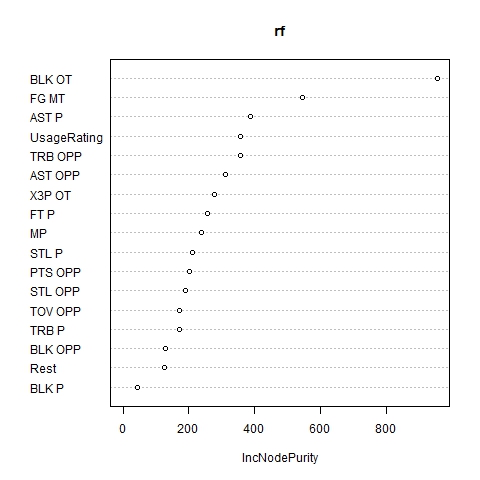 rf
BLK OT
FG MT
AST P
UsageRating
TRB OPP
AST OPP
X3P OT
FT P
MP
STL P
PTS OPP
STL OPP
TOV OPP
TRB P
BLK OPP
Rest
BLK P
0 200 400 600 800
IncNodePurity